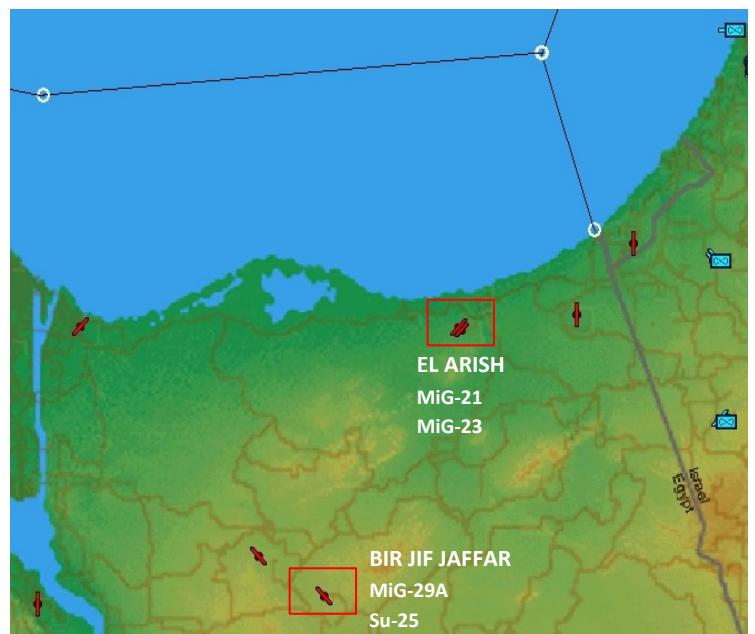 EL ARISH
MiG-21
MiG-23
Israel
Egypt
BIR JIF JAFFAR
MiG-29A
Su-25